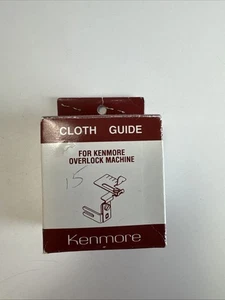 CLOTH GUIDE
FOR KENMORE
OVERLOCK MACHINE
15
Kenmore